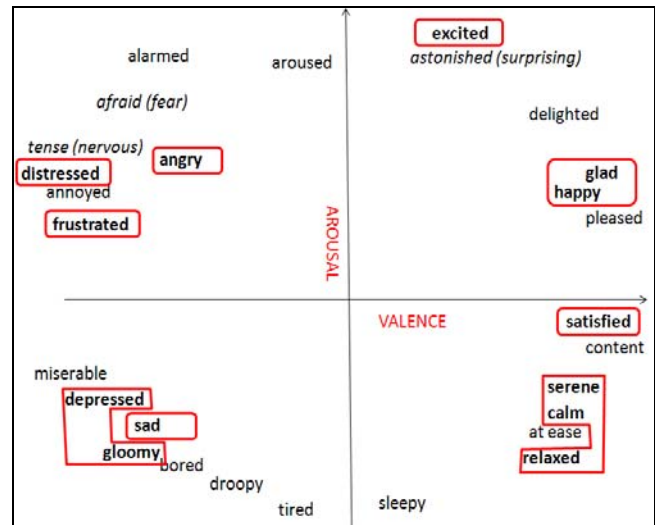 excited
alarmed
aroused
astonished (surprising)
afraid (fear)
delighted
tense (nervous)
angry
distressed
glad
annoyed
happy
frustrated
pleased
AROUSAL
VALENCE
satisfied
content
miserable
serene
depressed
calm
sad
at ease
gloomy
relaxed
bored
droopy
sleepy
tired